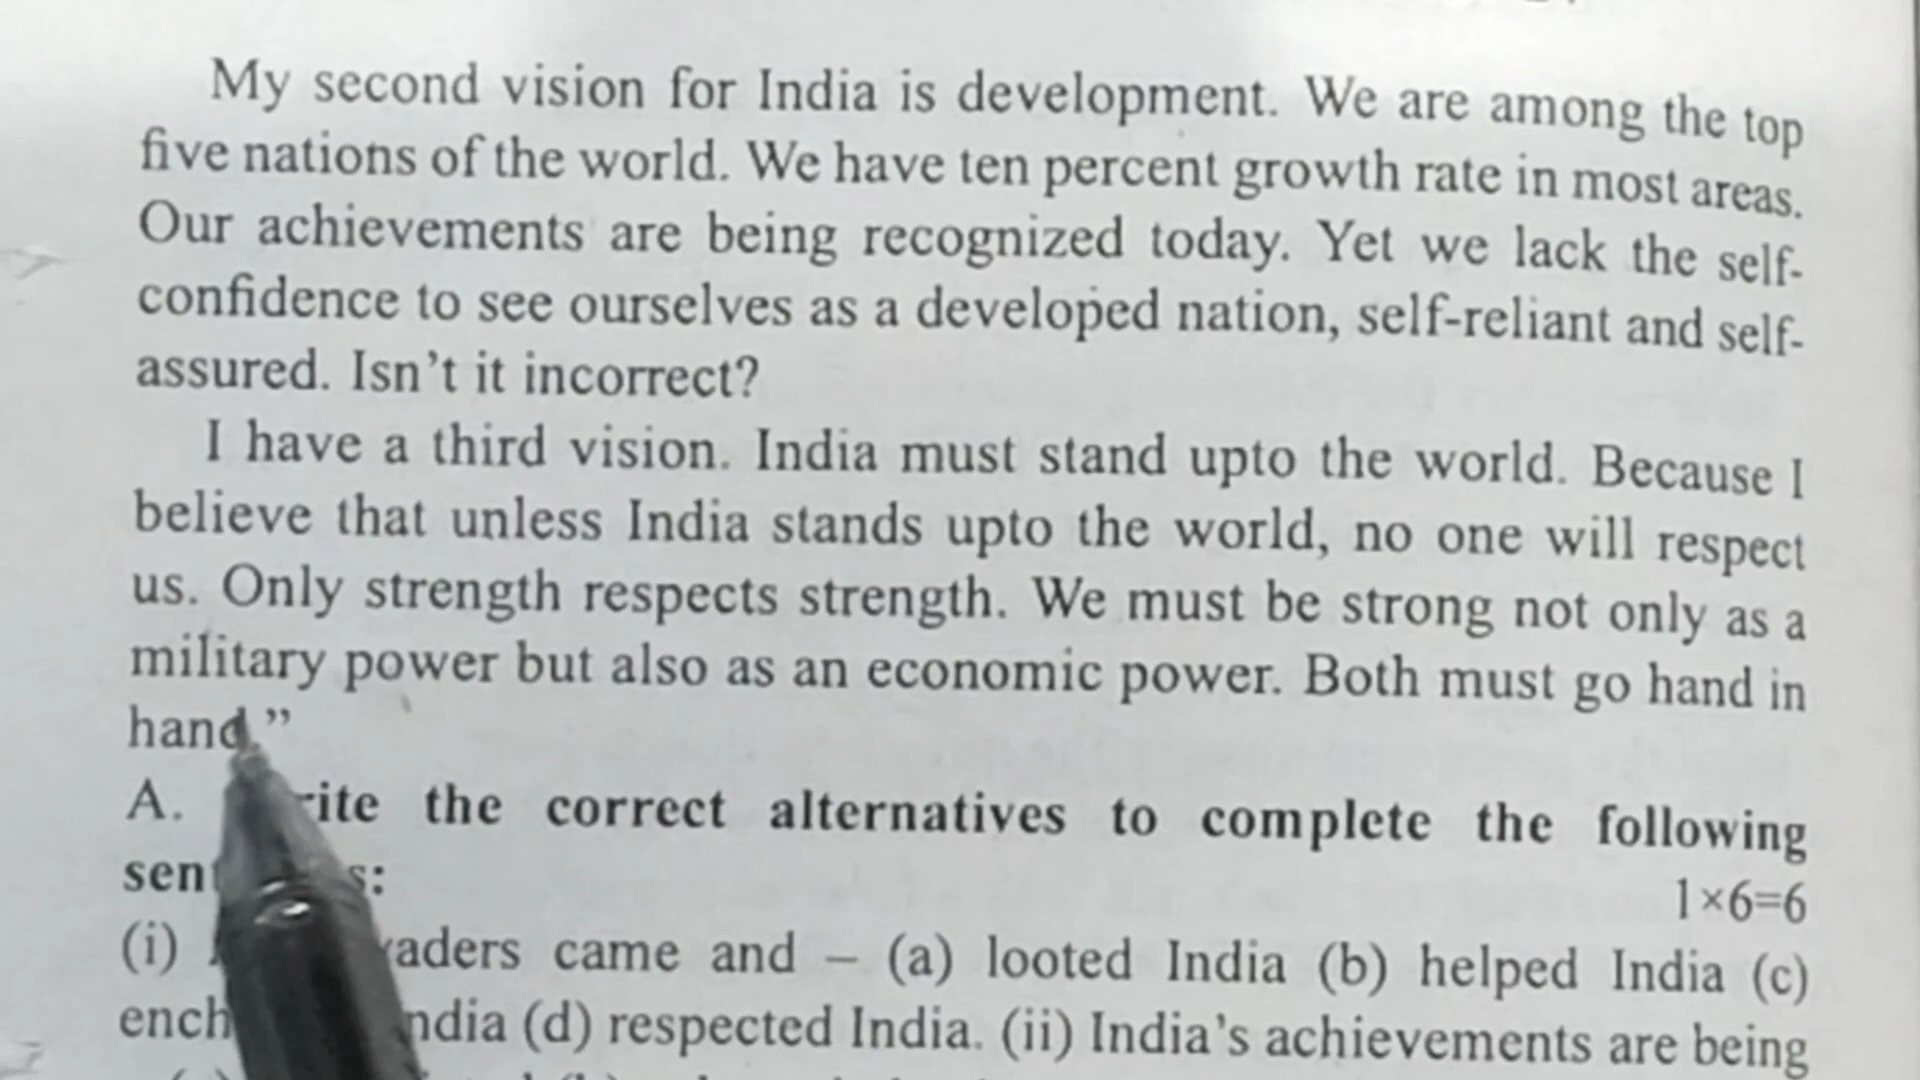 My second vision for India is development. We are among the top
five nations of the world. We have ten percent growth rate in most areas.
Our achievements are being recognized today. Yet we lack the self-
confidence to see ourselves as a developed nation, self-reliant and self-
assured. Isn't it incorrect?
I have a third vision. India must stand upto the world. Because I
believe that unless India stands upto the world, no one will respect
us. Only strength respects strength. We must be strong not only as a
military power but also as an economic power. Both must go hand in
hand."
A. the correct alternatives to complete the following
1×6=6
(i) came and – (a) looted India (b) helped India (c)
(d) respected India. (ii) India's achievements are being